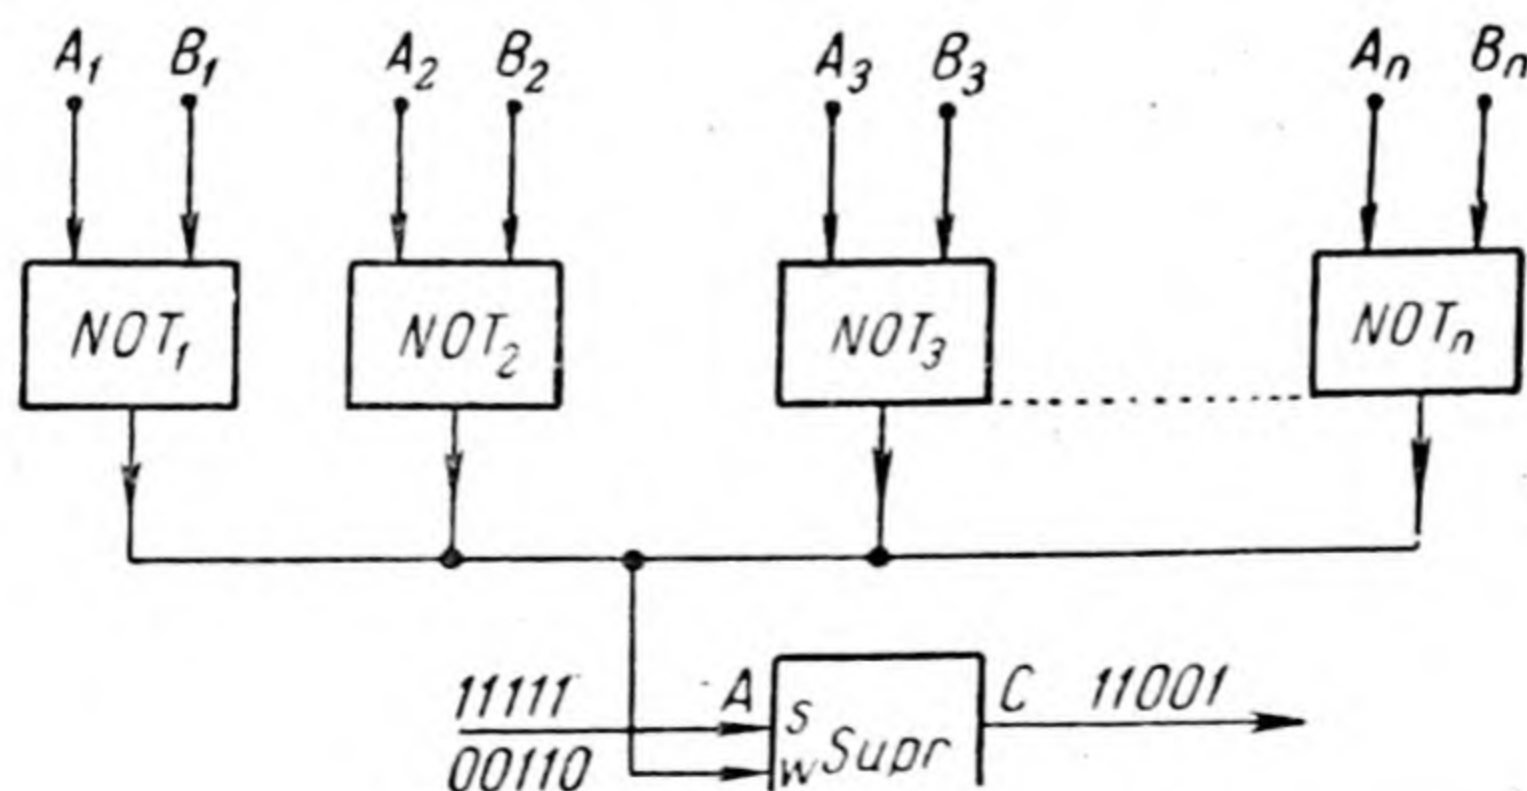 A₁ B₁ A₂ B₂ A₃ B₃ Aₙ Bₙ
NOT₁ NOT₂ NOT₃ NOTₙ
11111 A S C 11001
00110 W Supr